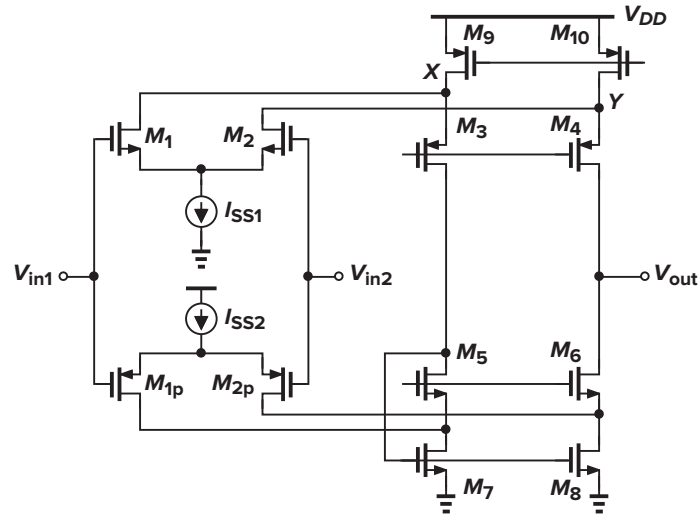 V_DD
M_9
M_10
X
Y
M_1
M_2
M_3
M_4
I_SS1
V_in1
V_in2
V_out
I_SS2
M_1p
M_2p
M_5
M_6
M_7
M_8